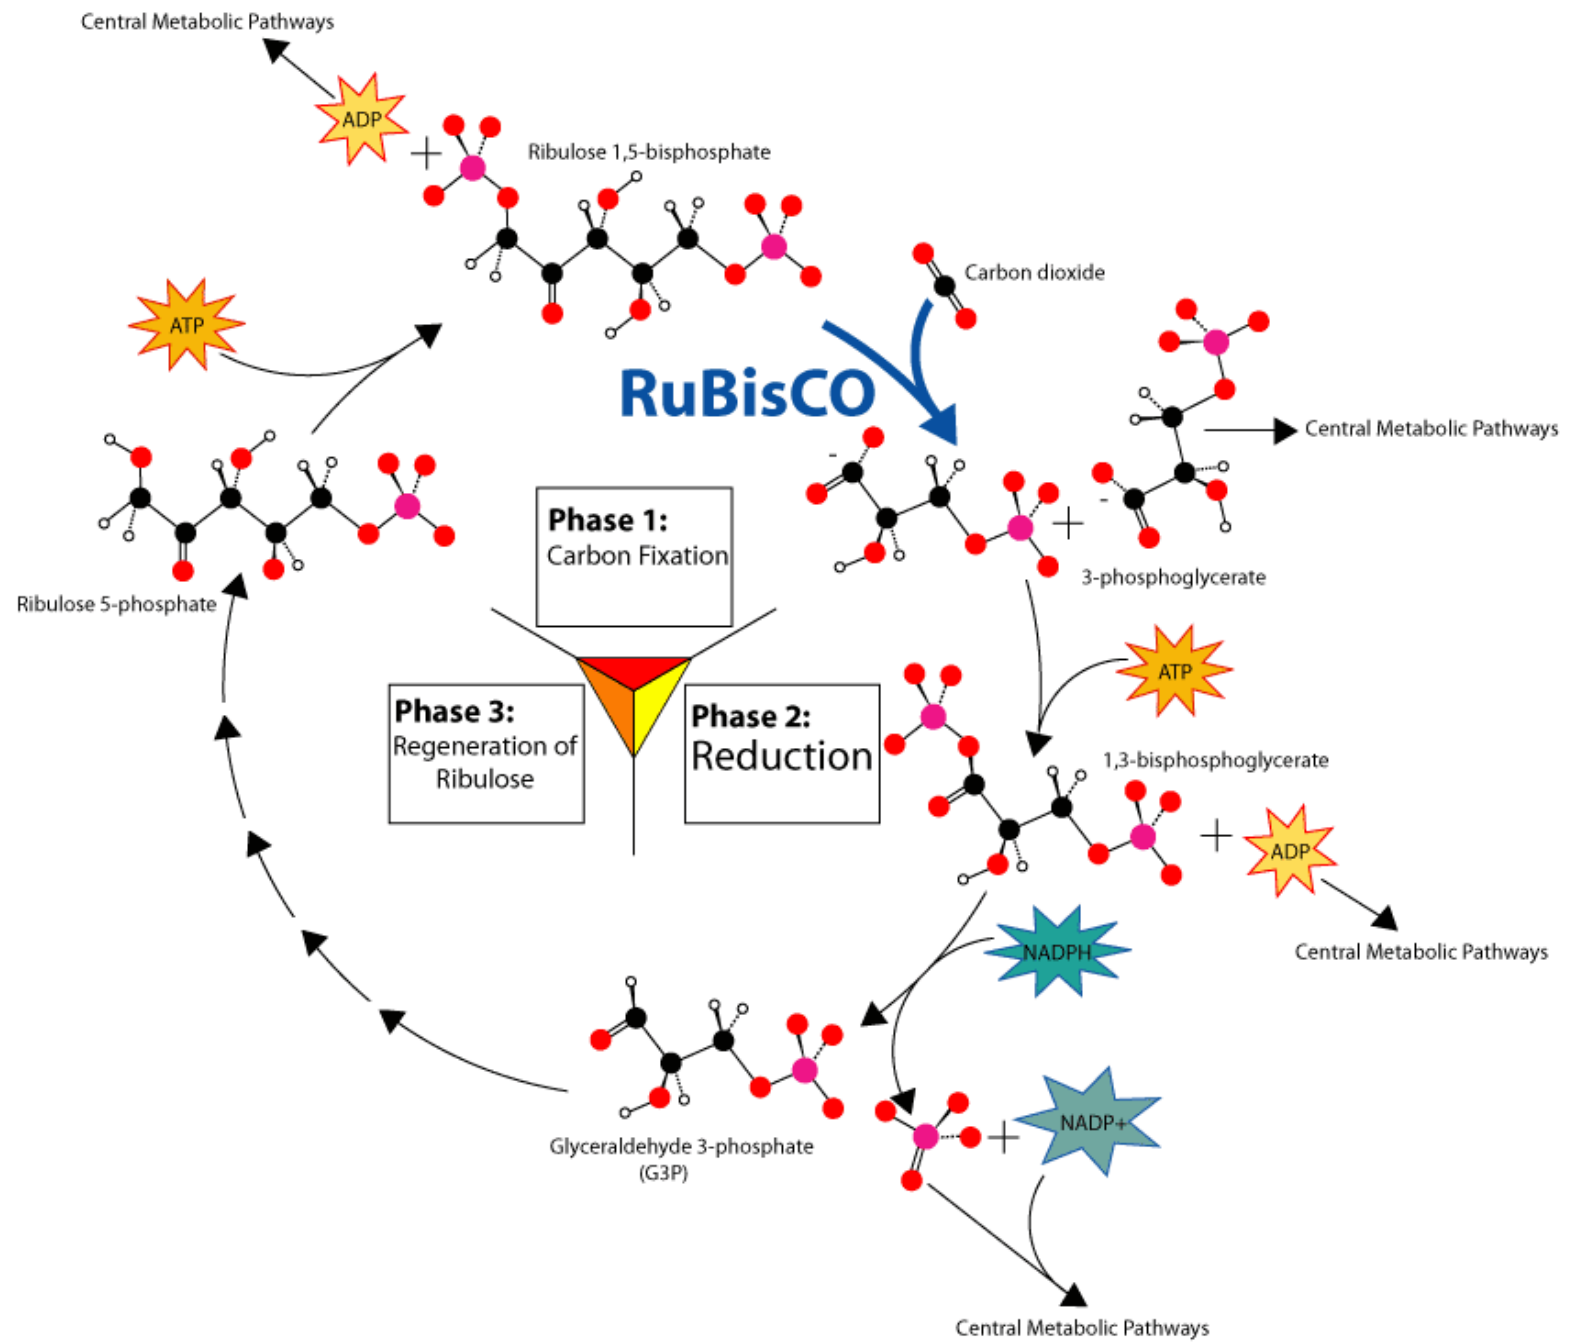 Central Metabolic Pathways
ADP
+
Ribulose 1,5-bisphosphate
Carbon dioxide
ATP
RuBisCO
Central Metabolic Pathways
-
-
+
3-phosphoglycerate
Phase 1:
Carbon Fixation
Ribulose 5-phosphate
ATP
Phase 3:
Regeneration of
Ribulose
Phase 2:
Reduction
1,3-bisphosphoglycerate
+
ADP
NADPH
Central Metabolic Pathways
Glyceraldehyde 3-phosphate
(G3P)
+
NADP+
Central Metabolic Pathways